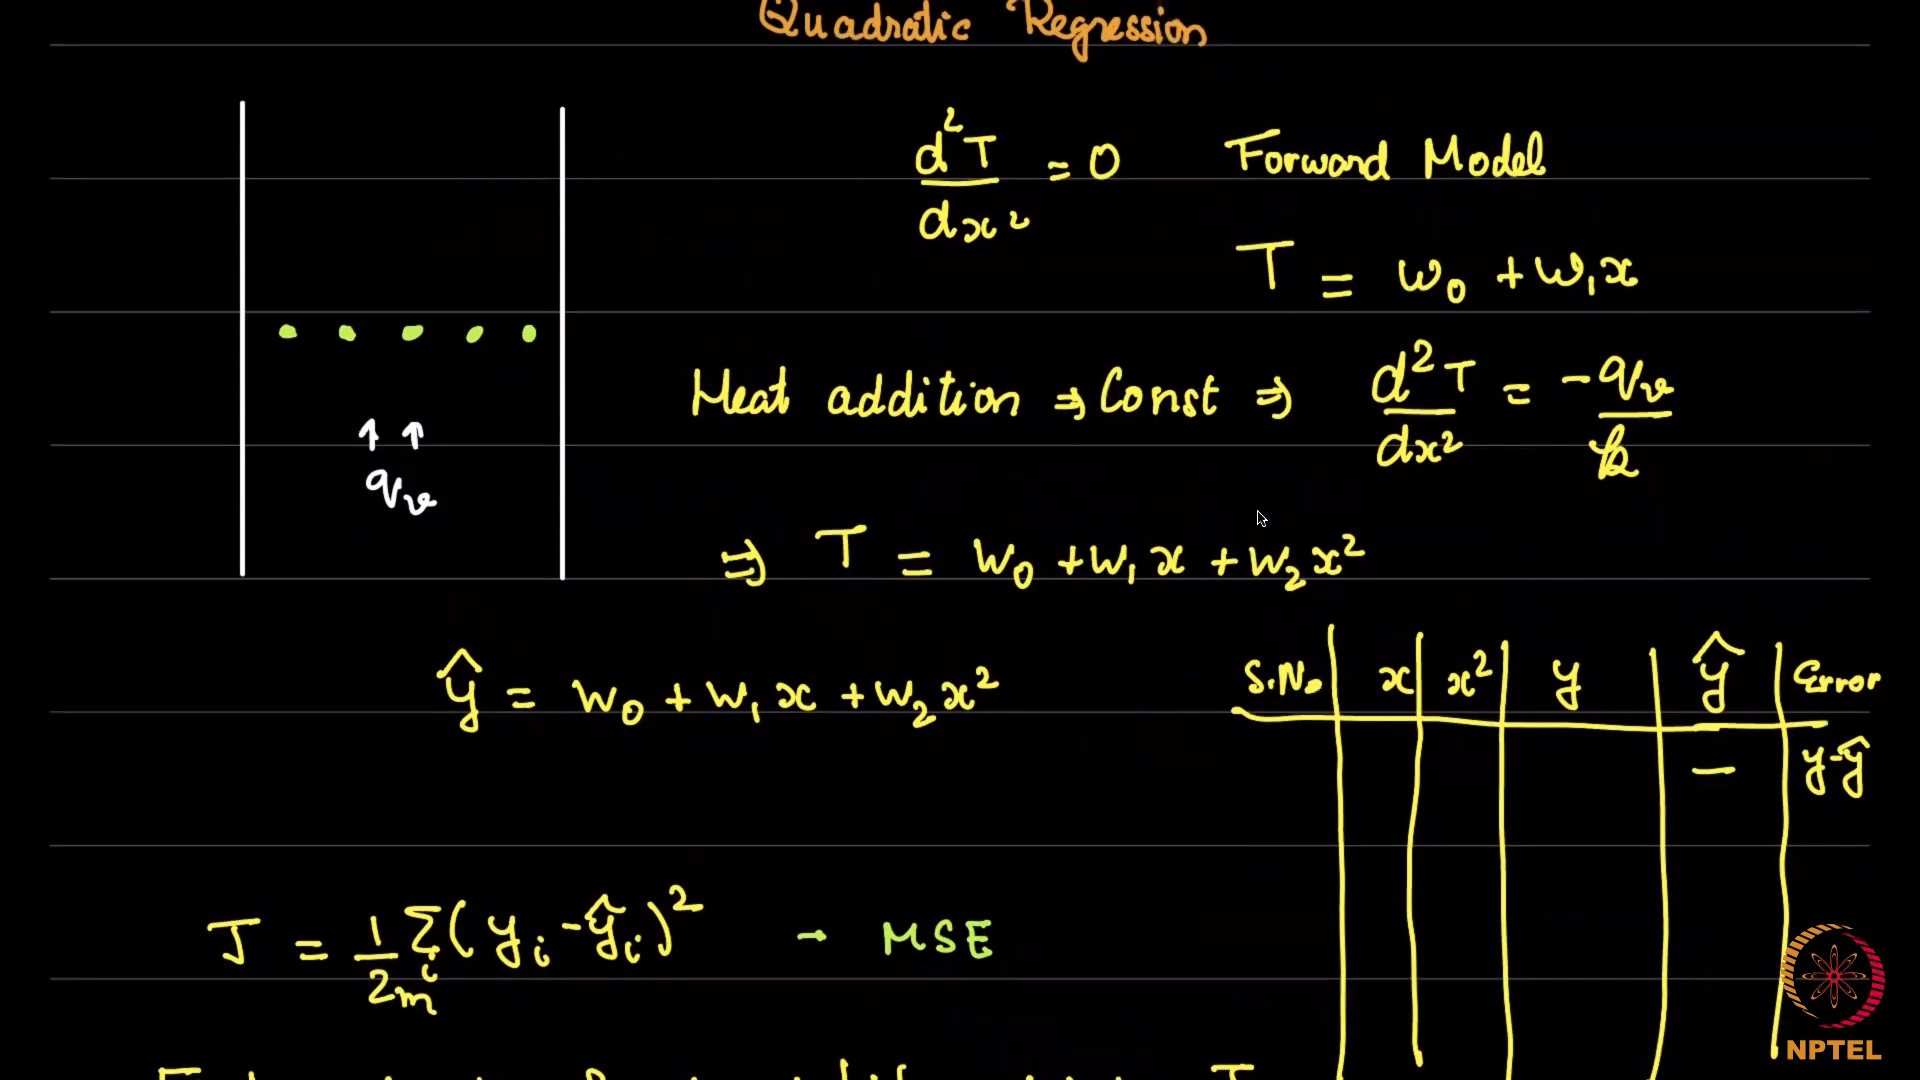 Quadratic Regression
d²T/dx² = 0 Forward Model
T = w₀ + w₁x
Heat addition ⇒ Const ⇒ d²T/dx² = -qᵥ/k
qᵥ
⇒ T = w₀ + w₁x + w₂x²
ŷ = w₀ + w₁x + w₂x²
S.No. x x² y ŷ Error
— y-ŷ
J = 1/2m Σᵢ(yᵢ - ŷᵢ)² → MSE
NPTEL